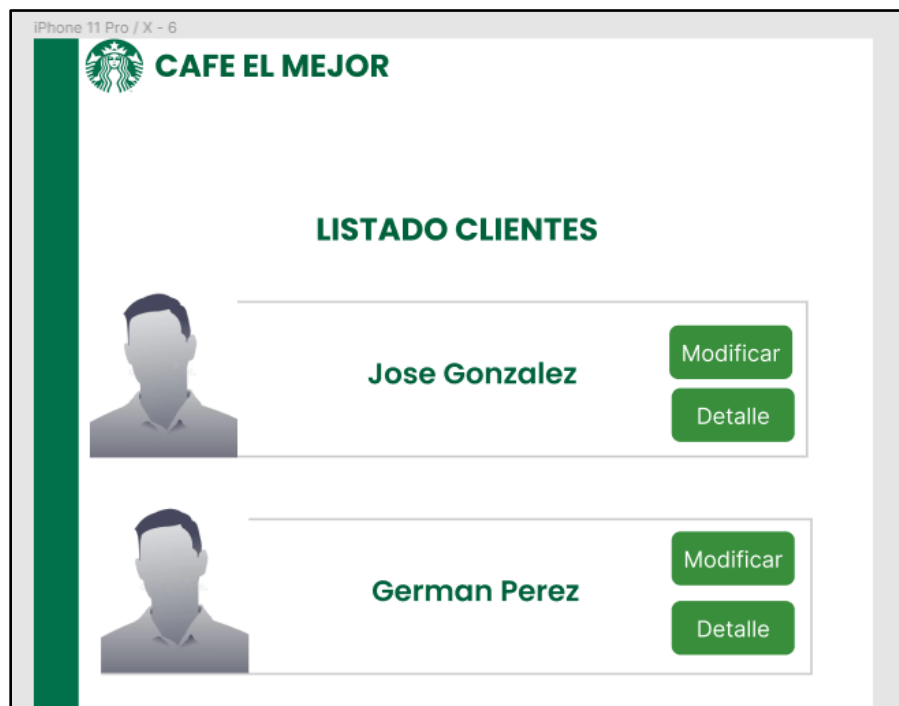 iPhone 11 Pro / X - 6
CAFE EL MEJOR
LISTADO CLIENTES
Jose Gonzalez
Modificar
Detalle
German Perez
Modificar
Detalle